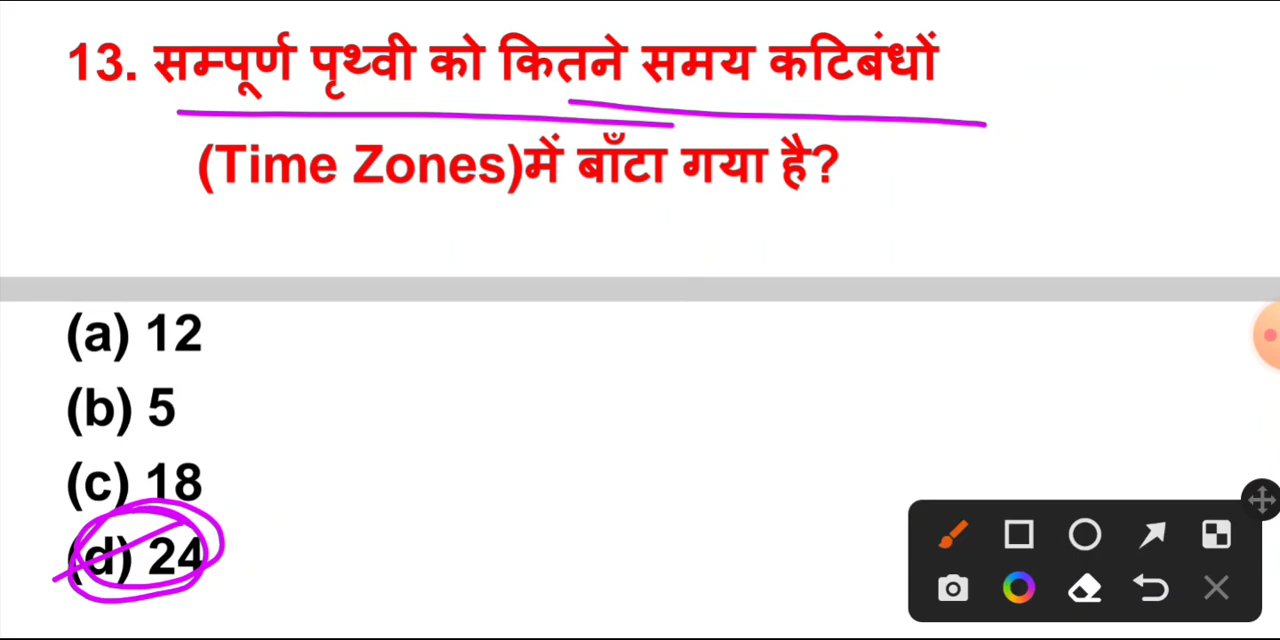 13. सम्पूर्ण पृथ्वी को कितने समय कटिबंधों
(Time Zones)में बाँटा गया है?
(a) 12
(b) 5
(c) 18
(d) 24